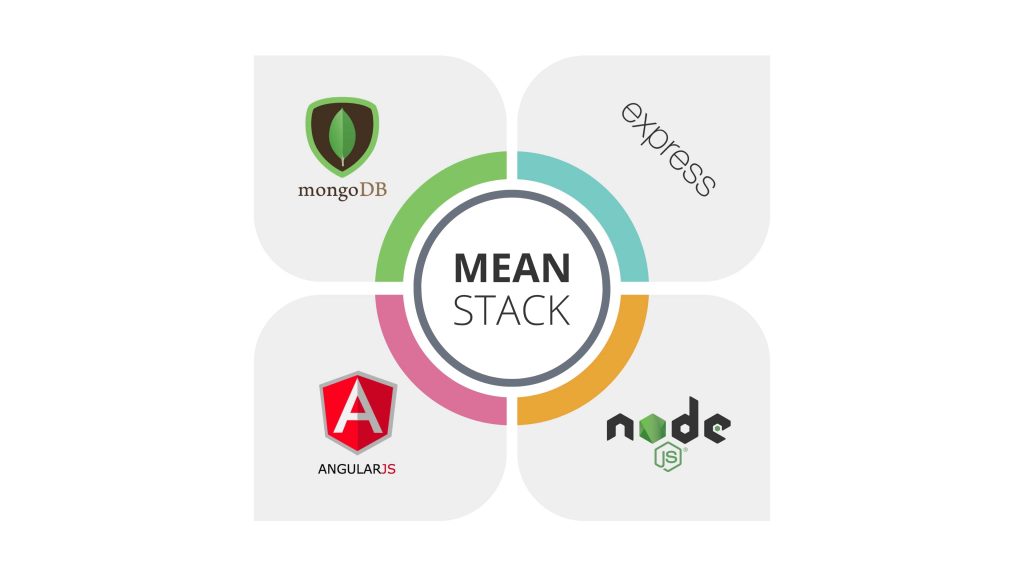 mongoDB
express
MEAN
STACK
ANGULARJS
node
JS®